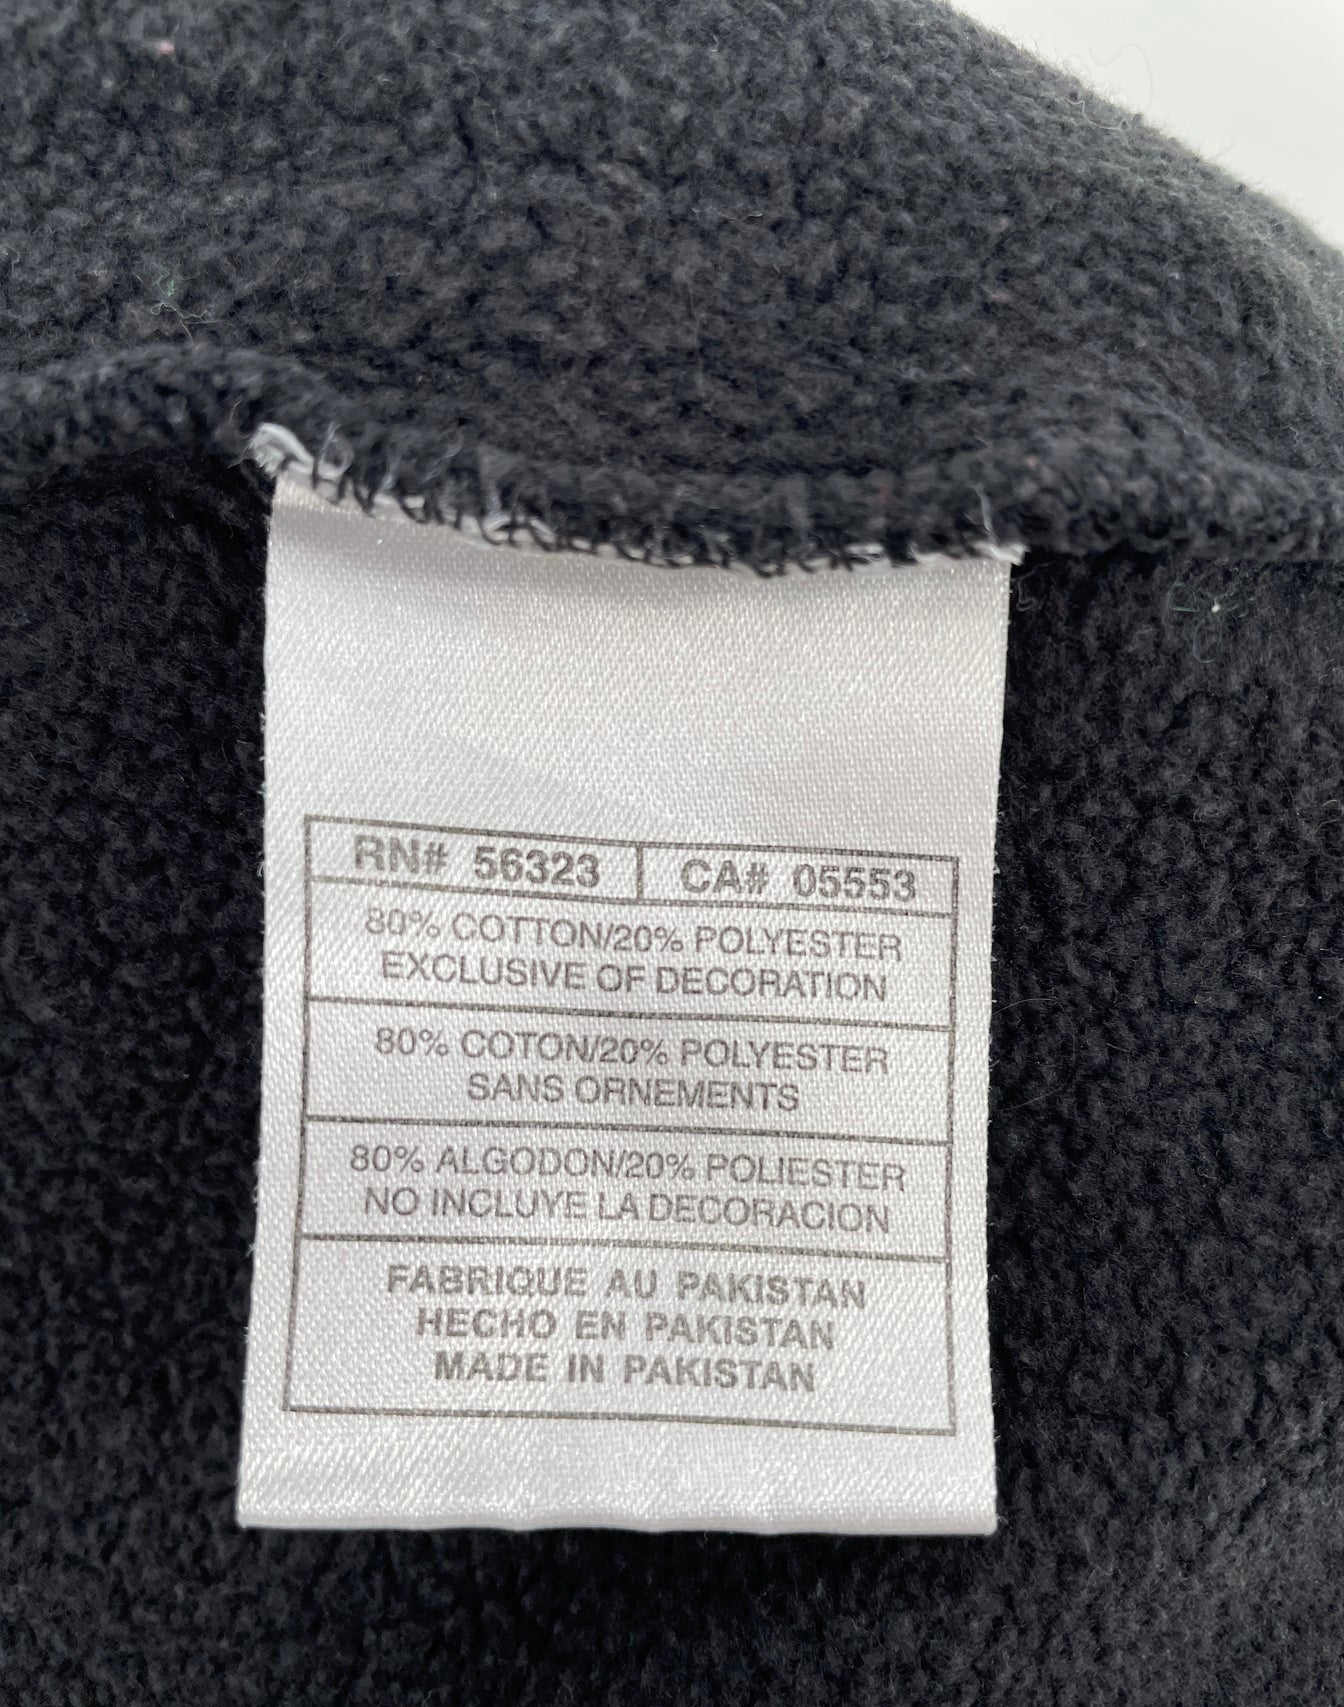 RN# 56323 CA# 05553
80% COTTON/20% POLYESTER
EXCLUSIVE OF DECORATION
80% COTON/20% POLYESTER
SANS ORNEMENTS
80% ALGODON/20% POLIESTER
NO INCLUYE LA DECORACION
FABRIQUE AU PAKISTAN
HECHO EN PAKISTAN
MADE IN PAKISTAN